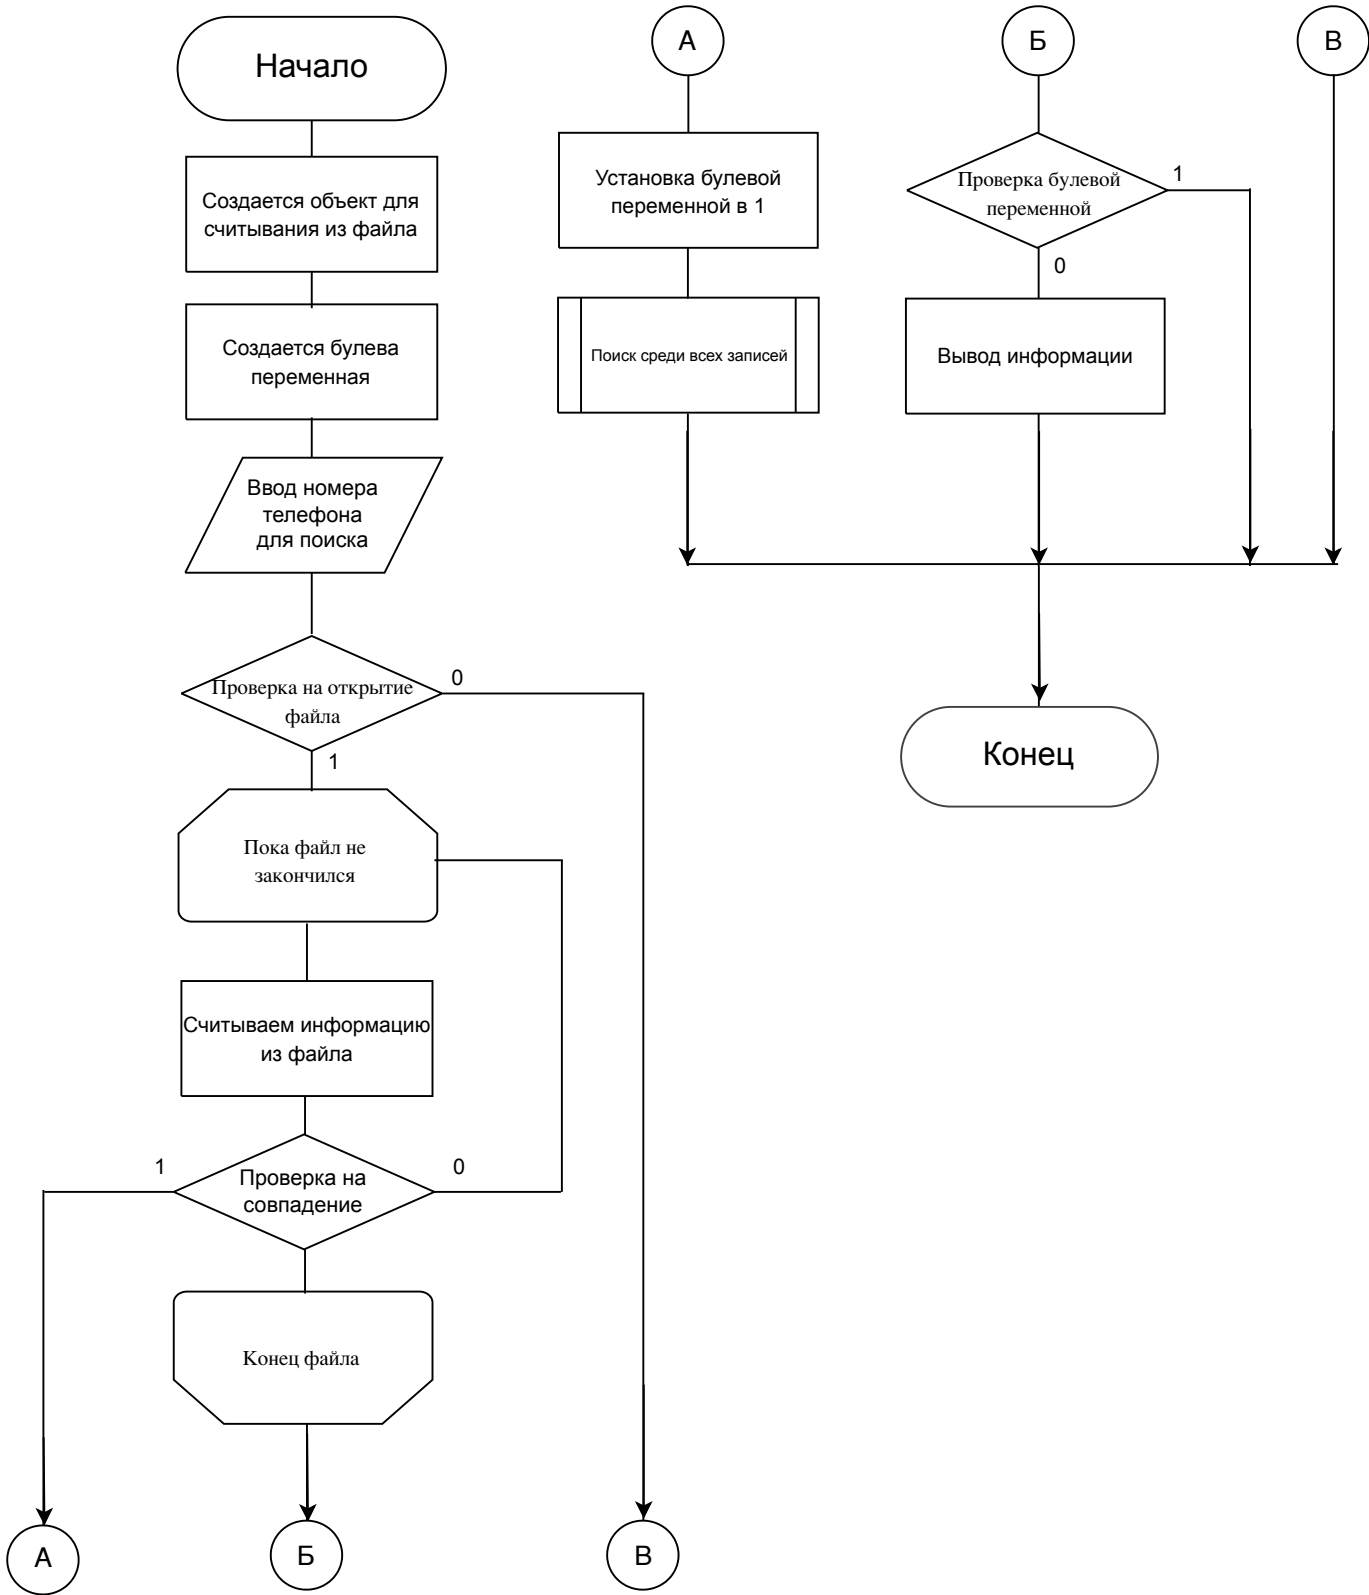 Начало
Создается объект для
считывания из файла
Создается булева
переменная
Ввод номера
телефона
для поиска
Проверка на открытие
файла
0
1
Пока файл не
закончился
Считываем информацию
из файла
Проверка на
совпадение
1
0
Конец файла
А
Б
В
А
Установка булевой
переменной в 1
Поиск среди всех записей
Б
Проверка булевой
переменной
1
0
Вывод информации
В
Конец